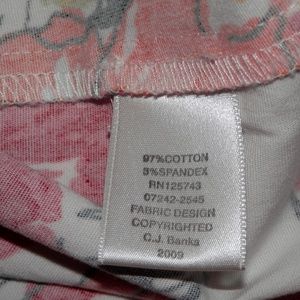 97%COTTON
3%SPANDEX
RN125743
07242-2545
FABRIC DESIGN
COPYRIGHTED
C.J. Banks
2009